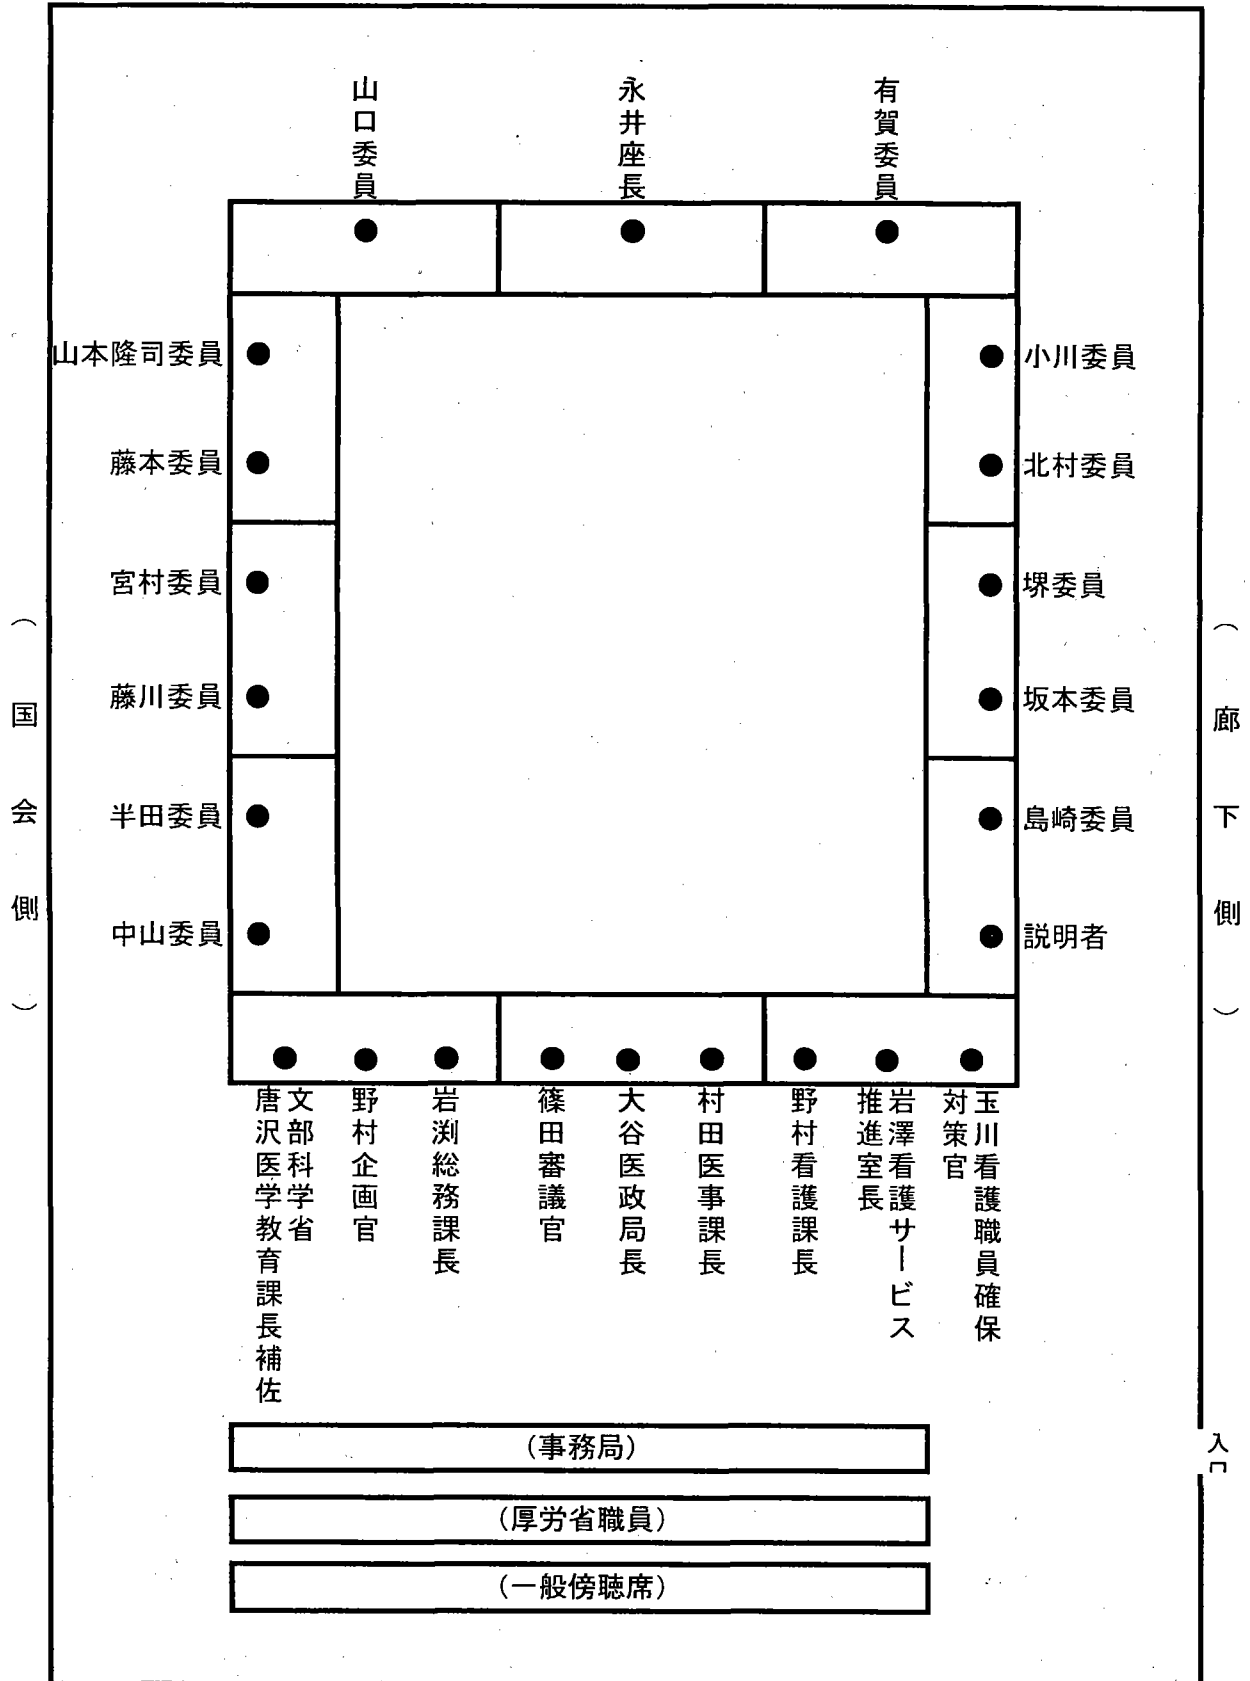 山口委員
永井座長
有賀委員
山本隆司委員
藤本委員
宮村委員
藤川委員
半田委員
中山委員
小川委員
北村委員
堺委員
坂本委員
島崎委員
説明者
(国会側)
(廊下側)
文部科学省
唐沢医学教育課長補佐
野村企画官
岩渕総務課長
篠田審議官
大谷医政局長
村田医事課長
野村看護課長
岩澤看護サービス
推進室長
玉川看護職員確保
対策官
入口
(事務局)
(厚労省職員)
(一般傍聴席)